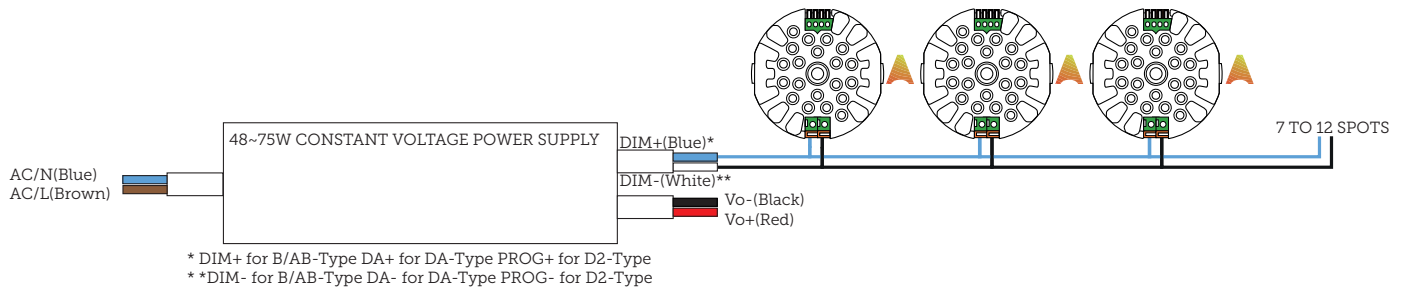 7 TO 12 SPOTS
48~75W CONSTANT VOLTAGE POWER SUPPLY
DIM+(Blue)*
AC/N(Blue)
AC/L(Brown)
DIM-(White)**
Vo-(Black)
Vo+(Red)
* DIM+ for B/AB-Type DA+ for DA-Type PROG+ for D2-Type
* *DIM- for B/AB-Type DA- for DA-Type PROG- for D2-Type